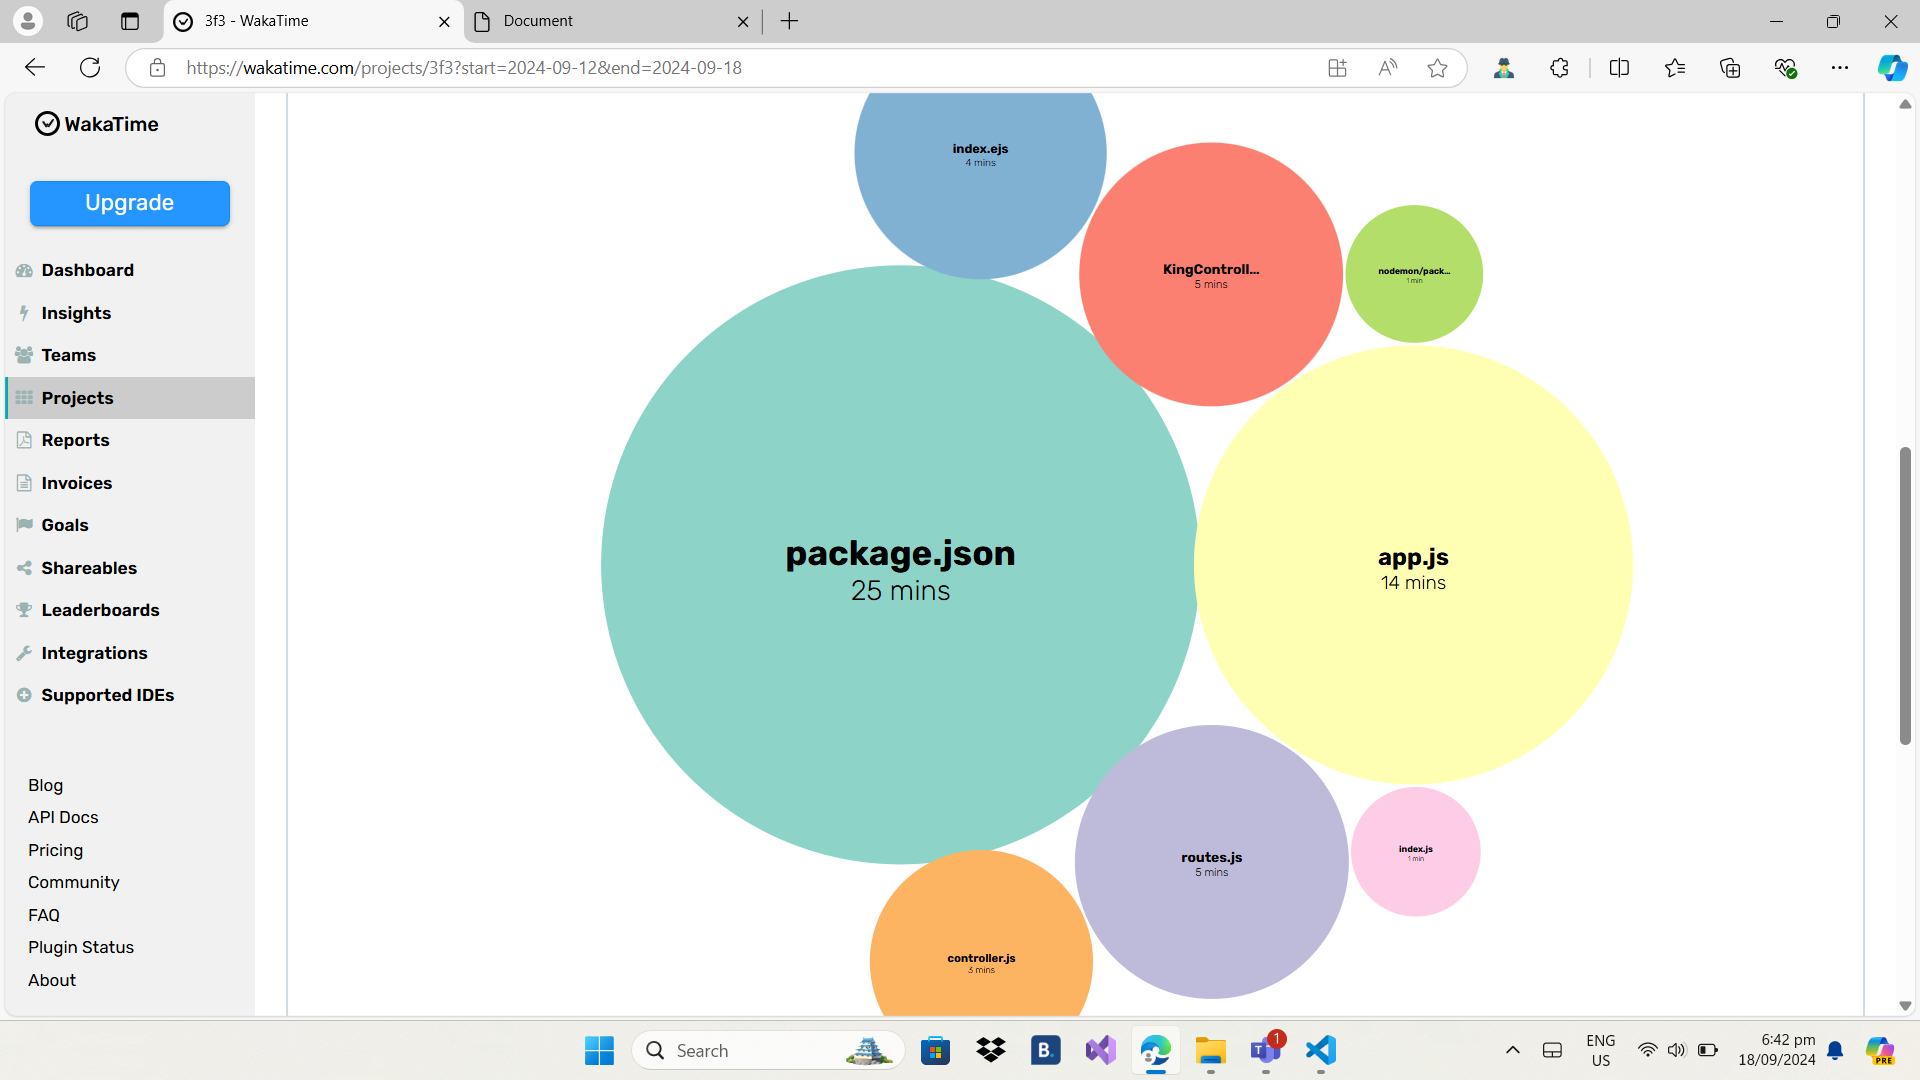 3f3 - WakaTime
Document
https://wakatime.com/projects/3f3?start=2024-09-12&end=2024-09-18
WakaTime
Upgrade
Dashboard
Insights
Teams
Projects
Reports
Invoices
Goals
Shareables
Leaderboards
Integrations
Supported IDEs
Blog
API Docs
Pricing
Community
FAQ
Plugin Status
About
index.ejs
4 mins
KingControll...
5 mins
nodemon/pack...
1 min
package.json
25 mins
app.js
14 mins
routes.js
5 mins
index.js
1 min
controller.js
3 mins
Search
B.
1
ENG
US
6:42 pm
18/09/2024
PRE